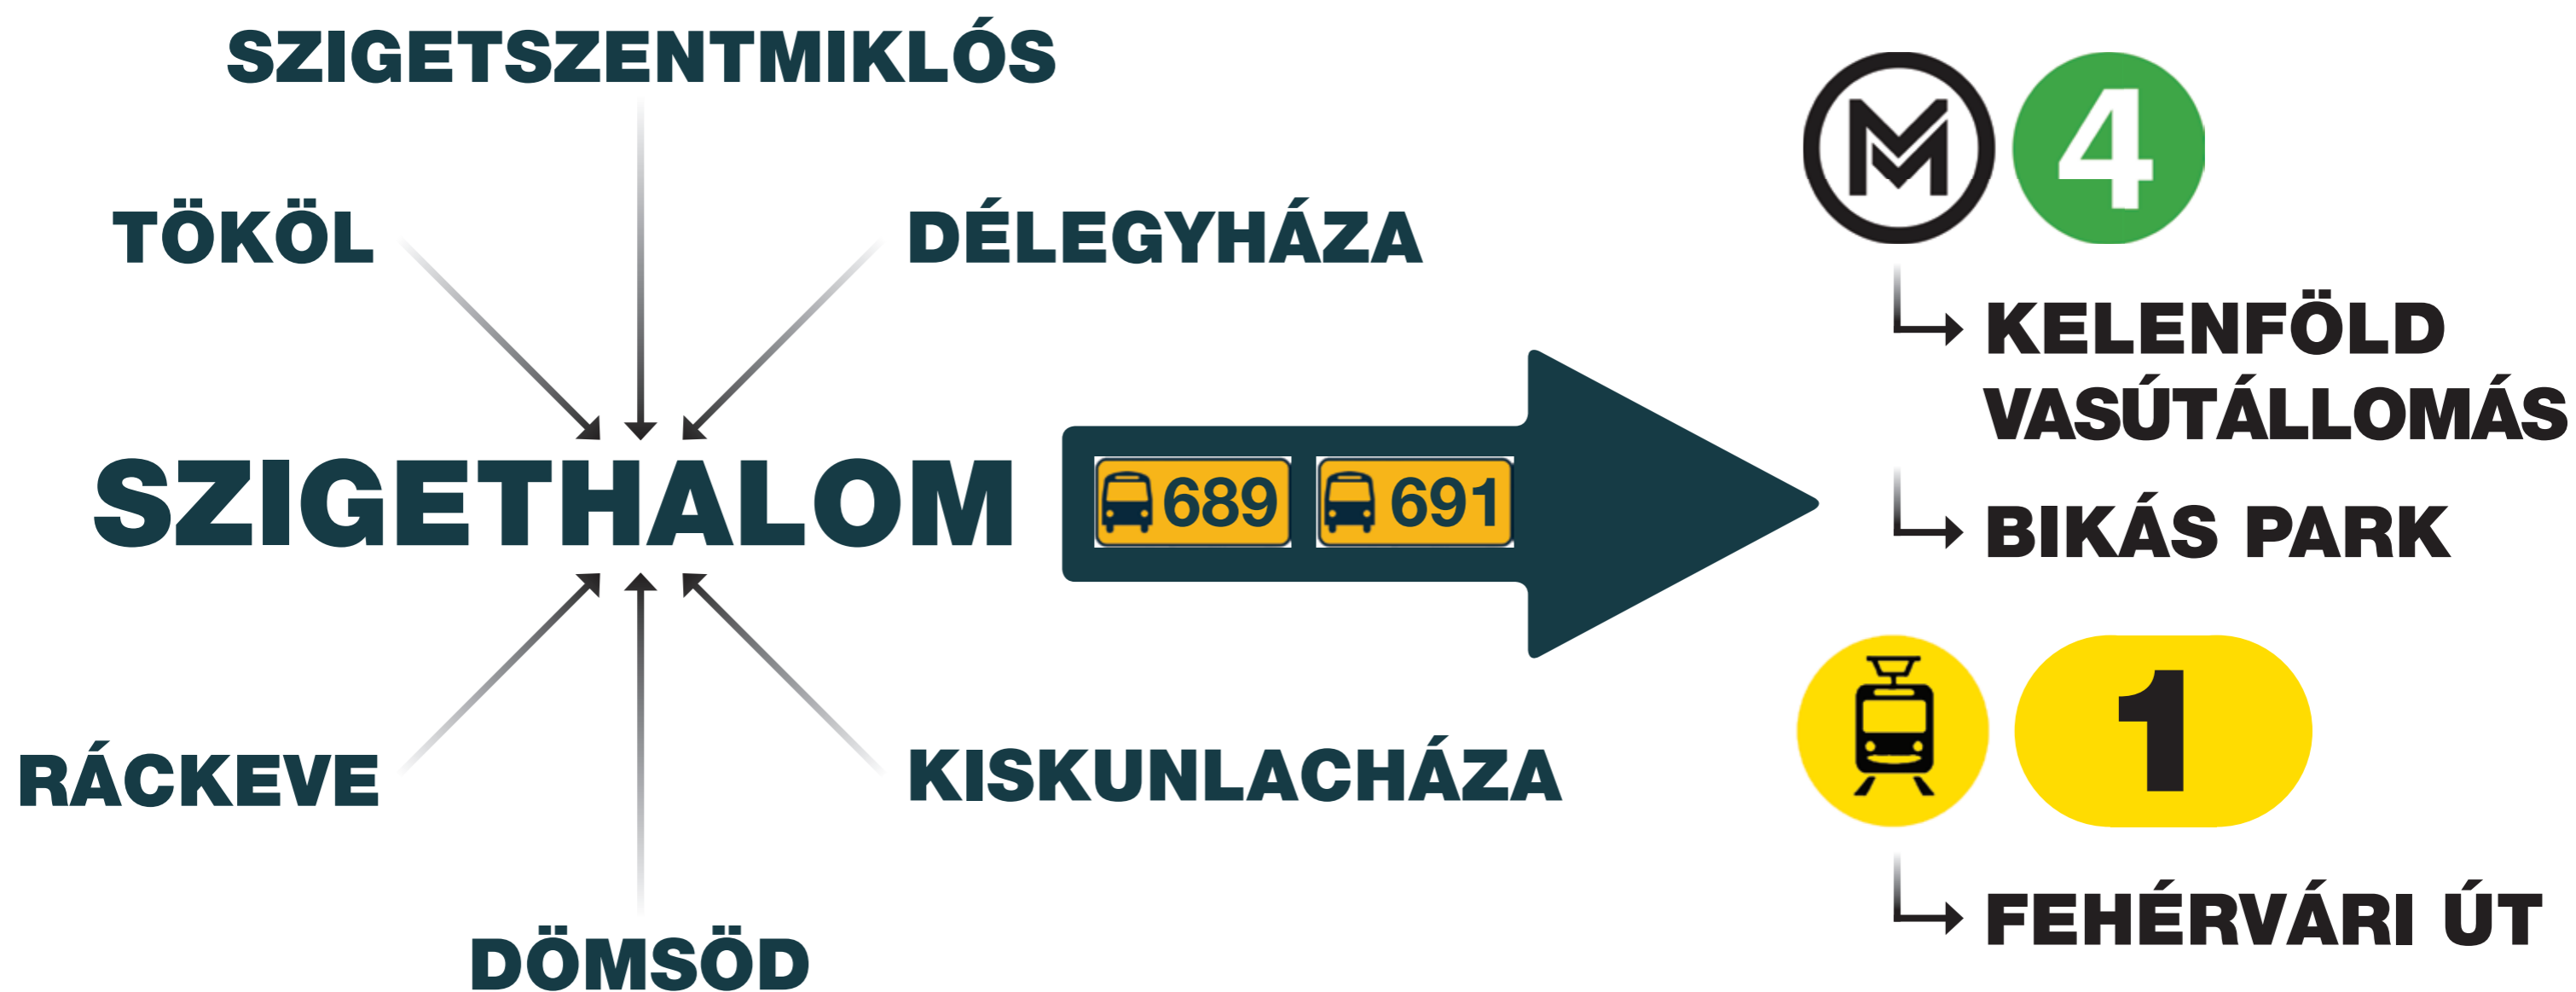 SZIGETSZENTMIKLÓS
TÖKÖL
DÉLEGYHÁZA
SZIGETHALOM
689
691
RÁCKEVE
KISKUNLACHÁZA
DÖMSÖD
M 4
KELENFÖLD
VASÚTÁLLOMÁS
BIKÁS PARK
1
FEHÉRVÁRI ÚT